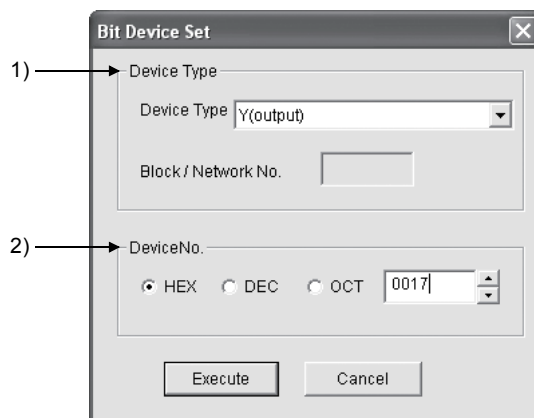 Bit Device Set
1)
Device Type
Device Type Y(output)
Block / Network No.
2)
DeviceNo.
HEX DEC OCT 0017
Execute Cancel